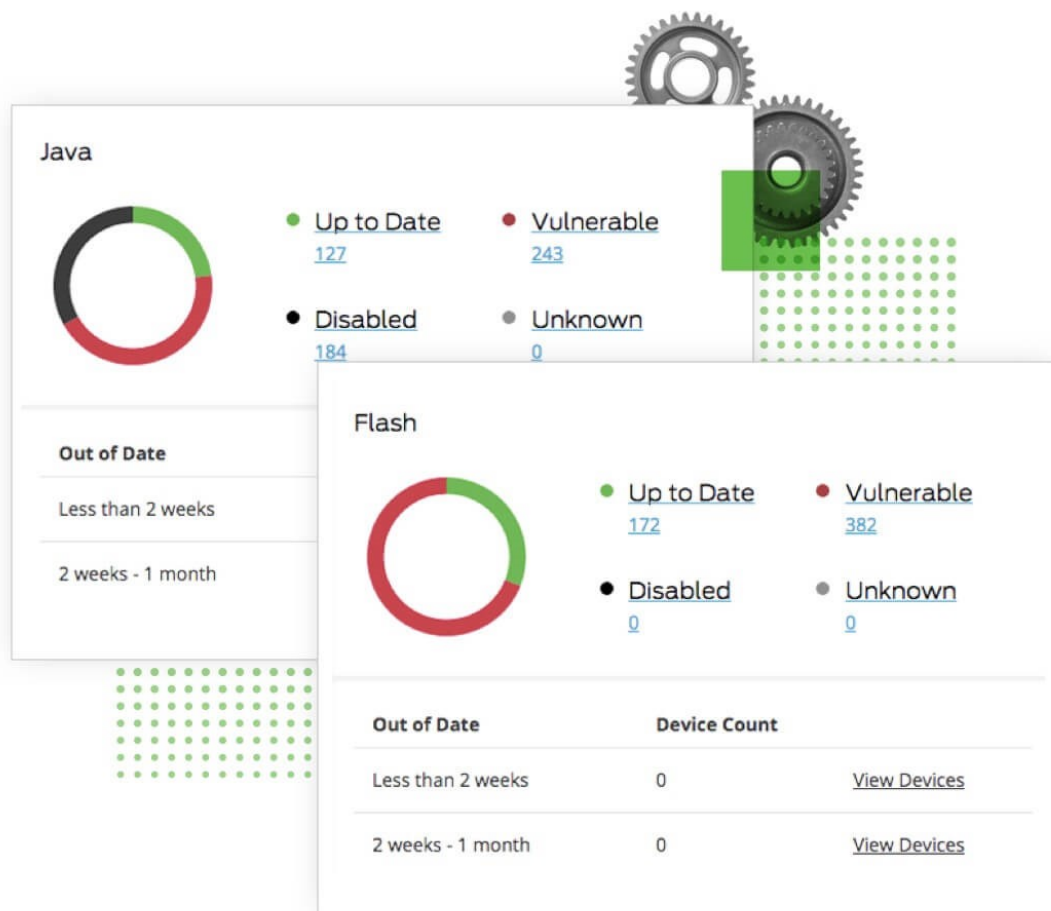 Java
Up to Date
127
Vulnerable
243
Disabled
184
Unknown
0
Out of Date
Less than 2 weeks
2 weeks - 1 month
Flash
Up to Date
172
Vulnerable
382
Disabled
0
Unknown
0
Out of Date Device Count
Less than 2 weeks 0 View Devices
2 weeks - 1 month 0 View Devices